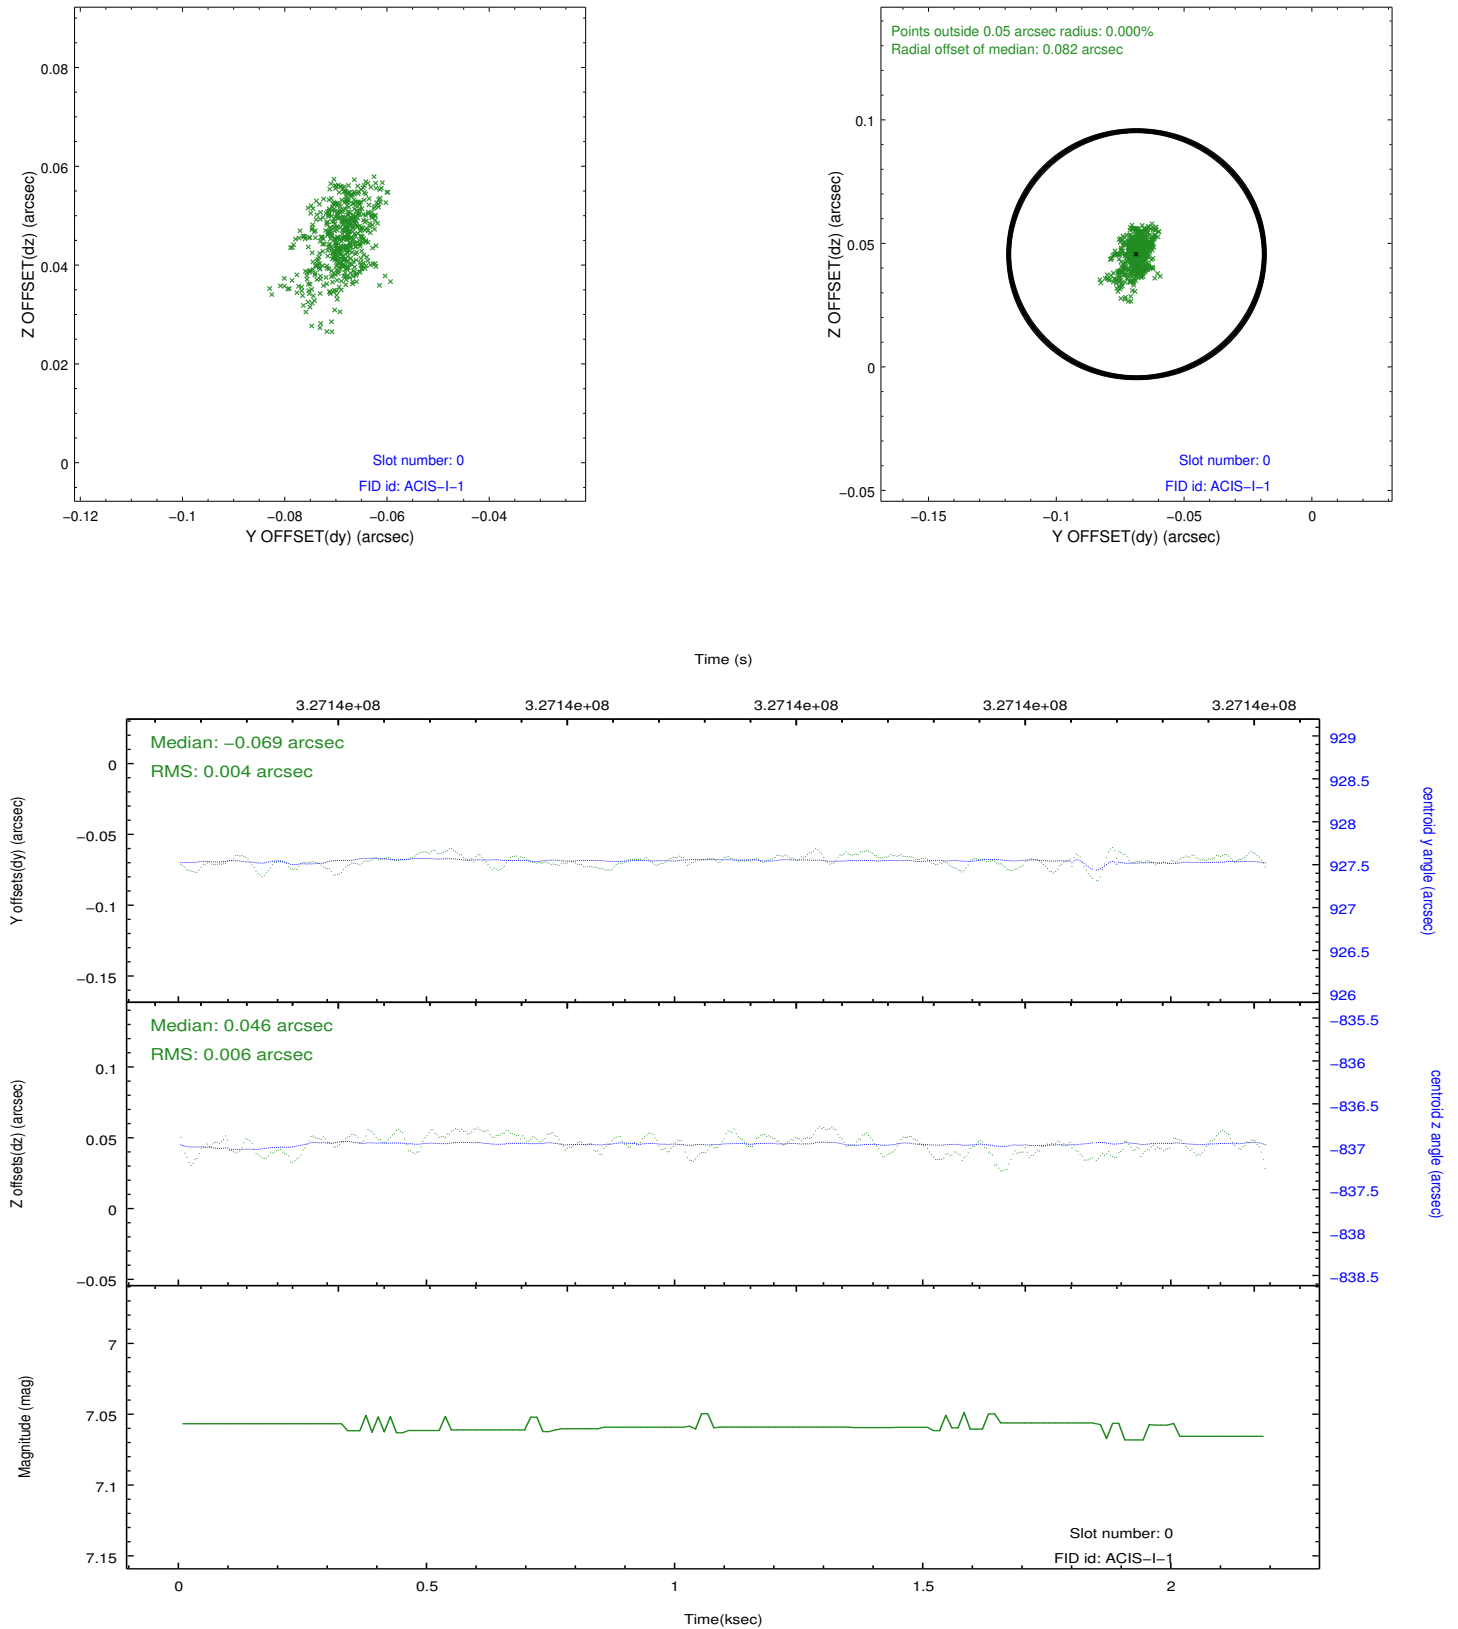 0.08
0.06
0.04
0.02
0
−0.12
−0.1
−0.08
−0.06
−0.04
Z OFFSET(dz) (arcsec)
Y OFFSET(dy) (arcsec)
Slot number: 0
FID id: ACIS−I−1
Points outside 0.05 arcsec radius: 0.000%
Radial offset of median: 0.082 arcsec
0.1
0.05
0
−0.05
−0.15
−0.1
−0.05
0
Z OFFSET(dz) (arcsec)
Y OFFSET(dy) (arcsec)
Slot number: 0
FID id: ACIS−I−1
Time (s)
3.2714e+08
3.2714e+08
3.2714e+08
3.2714e+08
3.2714e+08
Median: −0.069 arcsec
RMS: 0.004 arcsec
0
−0.05
−0.1
−0.15
Y offsets(dy) (arcsec)
929
928.5
928
927.5
927
926.5
926
centroid y angle (arcsec)
Median: 0.046 arcsec
RMS: 0.006 arcsec
0.1
0.05
0
−0.05
Z offsets(dz) (arcsec)
−835.5
−836
−836.5
−837
−837.5
−838
−838.5
centroid z angle (arcsec)
7
7.05
7.1
7.15
Magnitude (mag)
Slot number: 0
FID id: ACIS−I−1
0
0.5
1
1.5
2
Time(ksec)